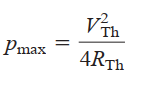 p_max = V_Th^2 / 4R_Th